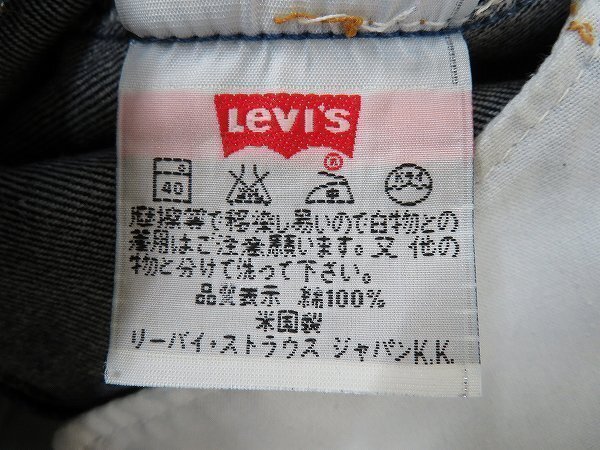 Levi's
®
40
摩擦等で移染し易いので白物との
着用はご注意願います。又 他の
物と分けて洗って下さい。
品質表示 綿100%
米国製
リーバイ・ストラウス ジャパンK.K.